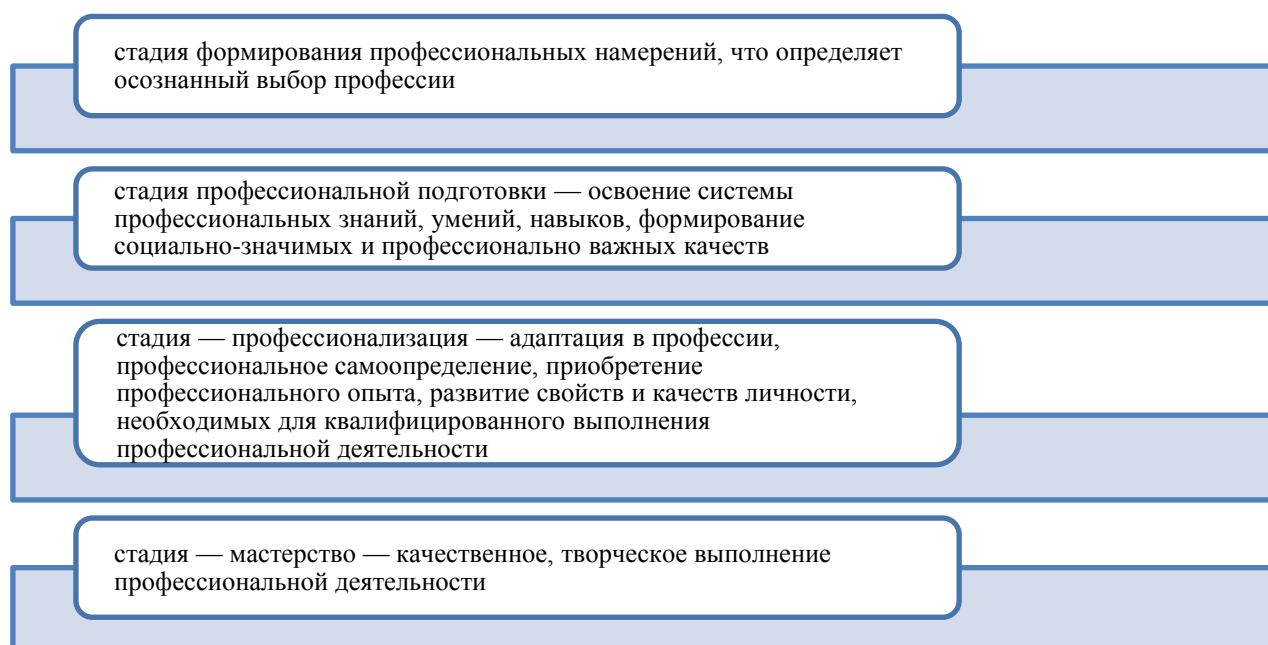 стадия формирования профессиональных намерений, что определяет
осознанный выбор профессии
стадия профессиональной подготовки — освоение системы
профессиональных знаний, умений, навыков, формирование
социально-значимых и профессионально важных качеств
стадия — профессионализация — адаптация в профессии,
профессиональное самоопределение, приобретение
профессионального опыта, развитие свойств и качеств личности,
необходимых для квалифицированного выполнения
профессиональной деятельности
стадия — мастерство — качественное, творческое выполнение
профессиональной деятельности